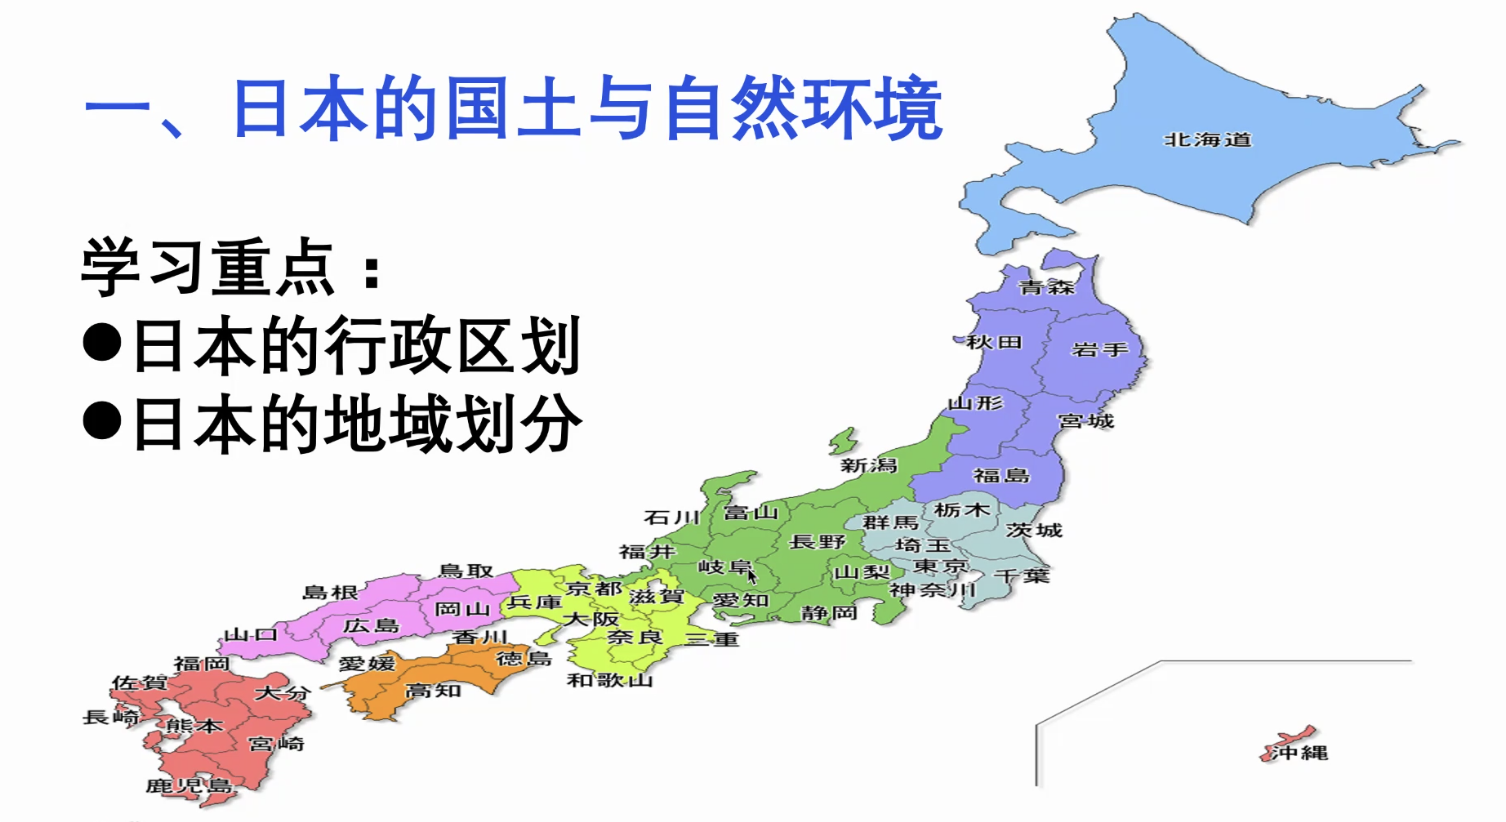 一、日本的国土与自然环境
学习重点：
●日本的行政区划
●日本的地域划分
北海道
青森
秋田
岩手
山形
宮城
新潟
福島
石川
富山
群馬
栃木
茨城
長野
埼玉
福井
岐阜
山梨
東京
千葉
鳥取
島根
京都
滋賀
愛知
静岡
神奈川
岡山
兵庫
大阪
広島
山口
香川
奈良
三重
福岡
愛媛
徳島
和歌山
佐賀
大分
高知
長崎
熊本
宮崎
鹿児島
沖縄